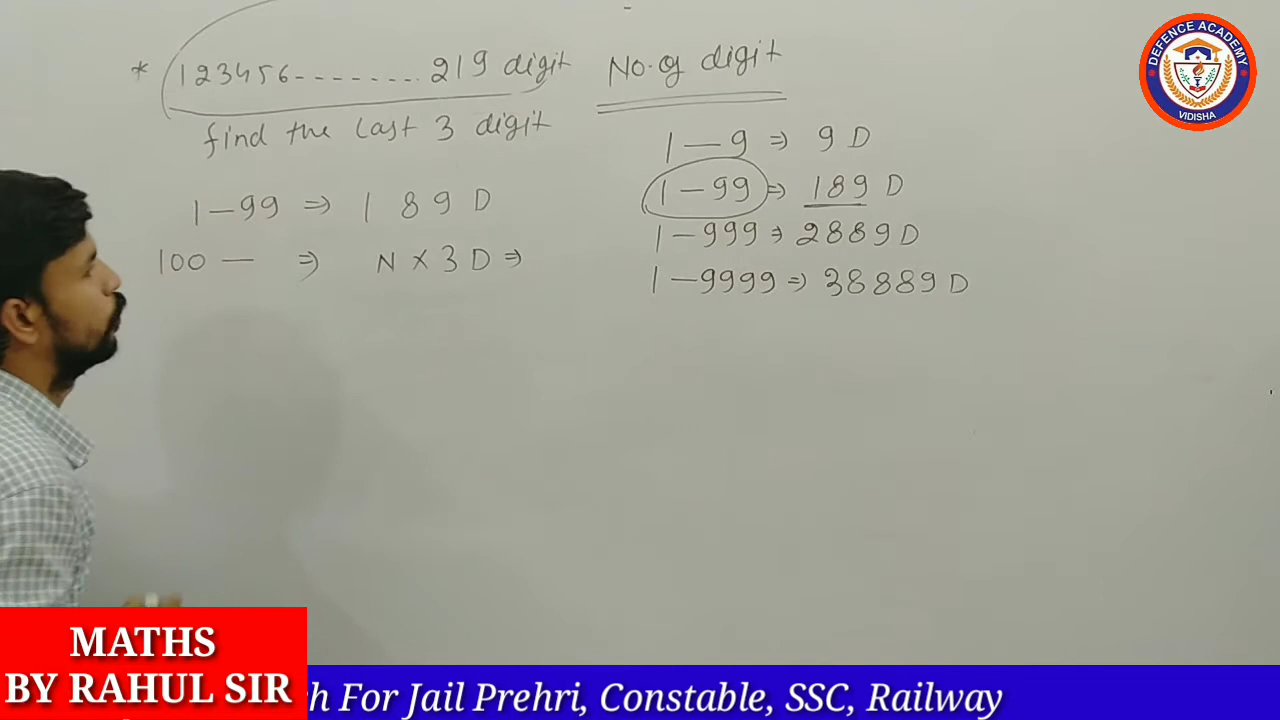 * 123456-------.219 digit
find the last 3 digit
1-99 ⇒ 189 D
100 — ⇒ N × 3 D ⇒
No. of digit
1-9 ⇒ 9 D
1-99 ⇒ 189 D
1-999 ⇒ 2889 D
1-9999 ⇒ 38889 D
DEFENCE ACADEMY
VIDISHA
MATHS
BY RAHUL SIR
h For Jail Prehri, Constable, SSC, Railway